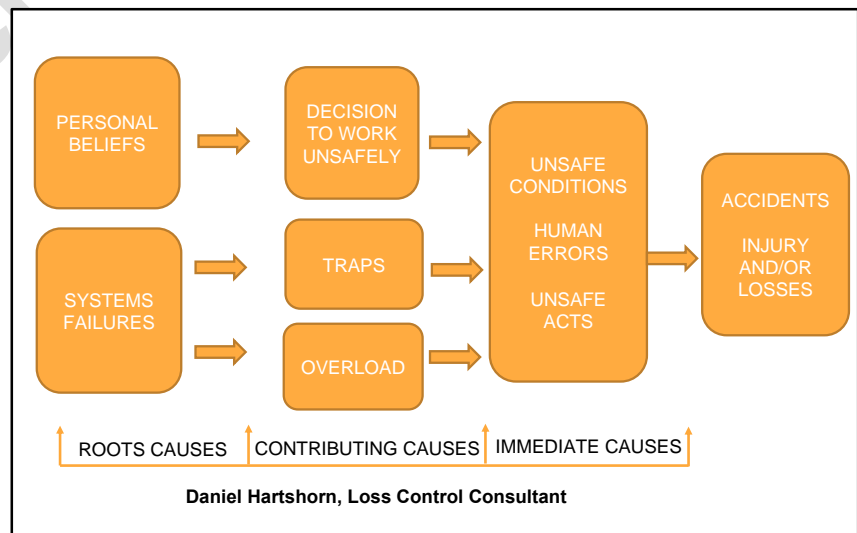 PERSONAL
BELIEFS
DECISION
TO WORK
UNSAFELY
SYSTEMS
FAILURES
TRAPS
OVERLOAD
UNSAFE
CONDITIONS
HUMAN
ERRORS
UNSAFE
ACTS
ACCIDENTS
INJURY
AND/OR
LOSSES
ROOTS CAUSES
CONTRIBUTING CAUSES
IMMEDIATE CAUSES
Daniel Hartshorn, Loss Control Consultant